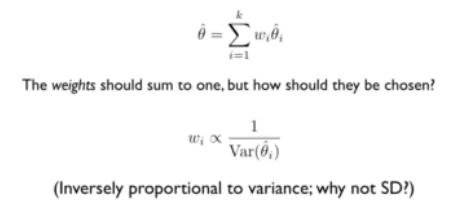 θ̂ = ∑_{i=1}^{k} w_i θ̂_i
The weights should sum to one, but how should they be chosen?
w_i ∝ 1 / Var(θ̂_i)
(Inversely proportional to variance; why not SD?)